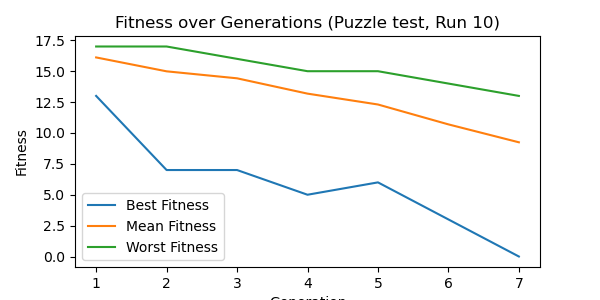 Fitness over Generations (Puzzle test, Run 10)
17.5
15.0
12.5
10.0
7.5
5.0
2.5
0.0
Fitness
Best Fitness
Mean Fitness
Worst Fitness
1 2 3 4 5 6 7
Generation